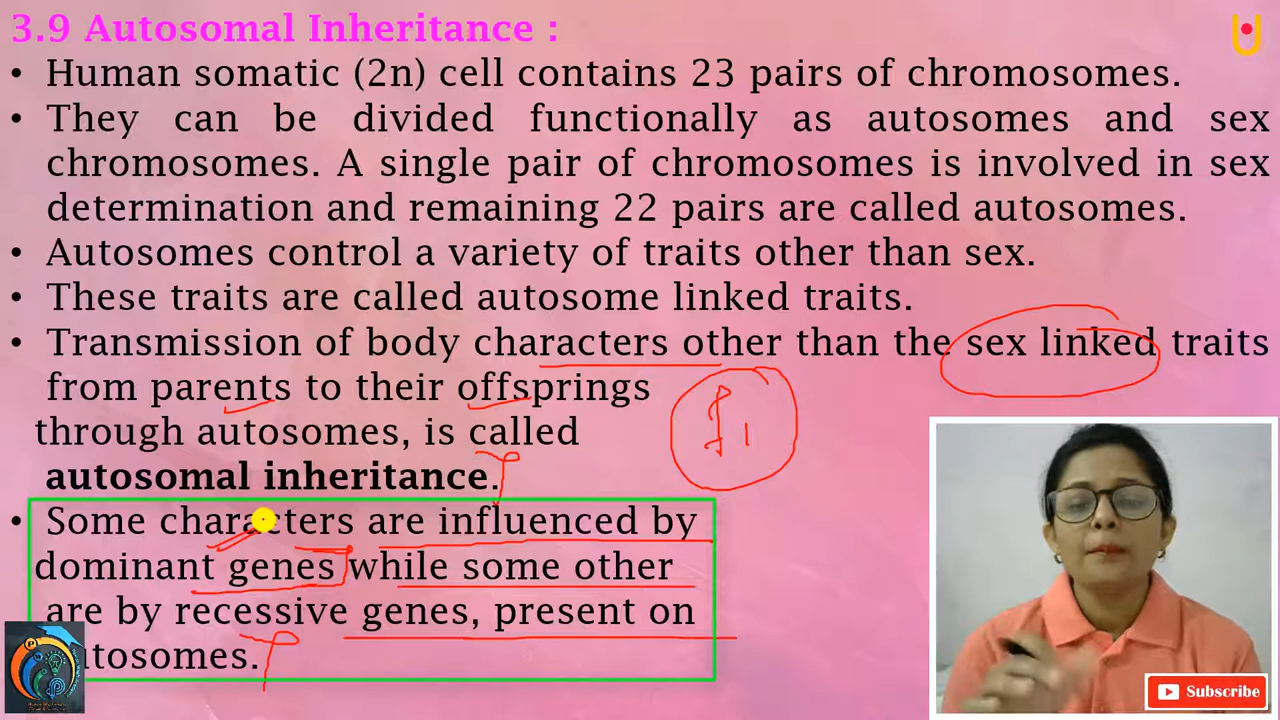 3.9 Autosomal Inheritance :
• Human somatic (2n) cell contains 23 pairs of chromosomes.
• They can be divided functionally as autosomes and sex
chromosomes. A single pair of chromosomes is involved in sex
determination and remaining 22 pairs are called autosomes.
• Autosomes control a variety of traits other than sex.
• These traits are called autosome linked traits.
• Transmission of body characters other than the sex linked traits
from parents to their offsprings
through autosomes, is called
autosomal inheritance.
• Some characters are influenced by
dominant genes while some other
are by recessive genes, present on
utosomes.
Subscribe